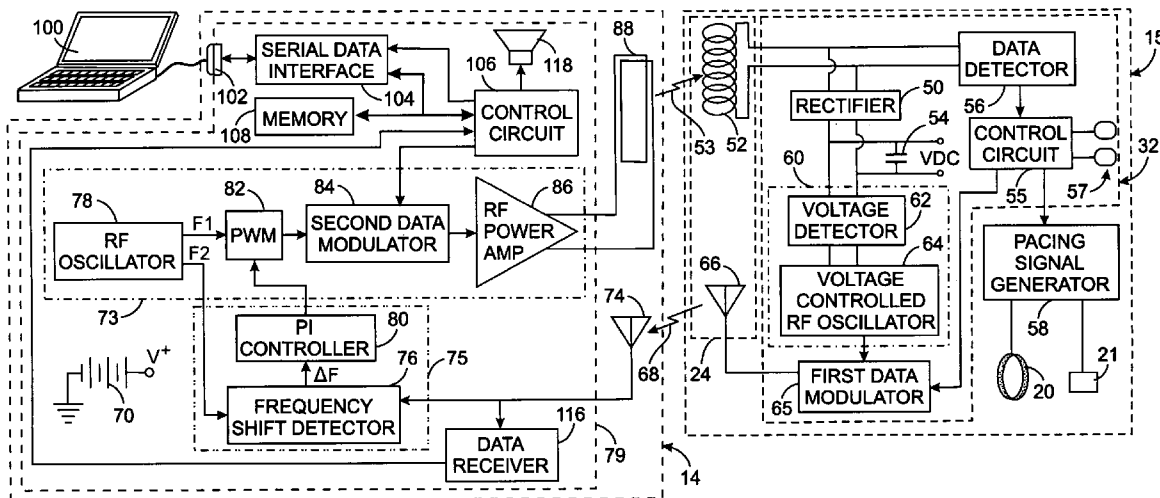 100
102
SERIAL DATA
INTERFACE
104
MEMORY
108
118
106
CONTROL
CIRCUIT
88
53
52
RECTIFIER
50
54
VDC
DATA
DETECTOR
56
15
CONTROL
CIRCUIT
55
57
32
78
RF
OSCILLATOR
F1
F2
82
PWM
84
SECOND DATA
MODULATOR
86
RF
POWER
AMP
73
60
VOLTAGE
DETECTOR
62
64
VOLTAGE
CONTROLLED
RF OSCILLATOR
66
PACING
SIGNAL
GENERATOR
58
74
68
24
PI
CONTROLLER
80
ΔF
76
75
FREQUENCY
SHIFT DETECTOR
V+
70
65
FIRST DATA
MODULATOR
20
21
DATA
RECEIVER
116
79
14